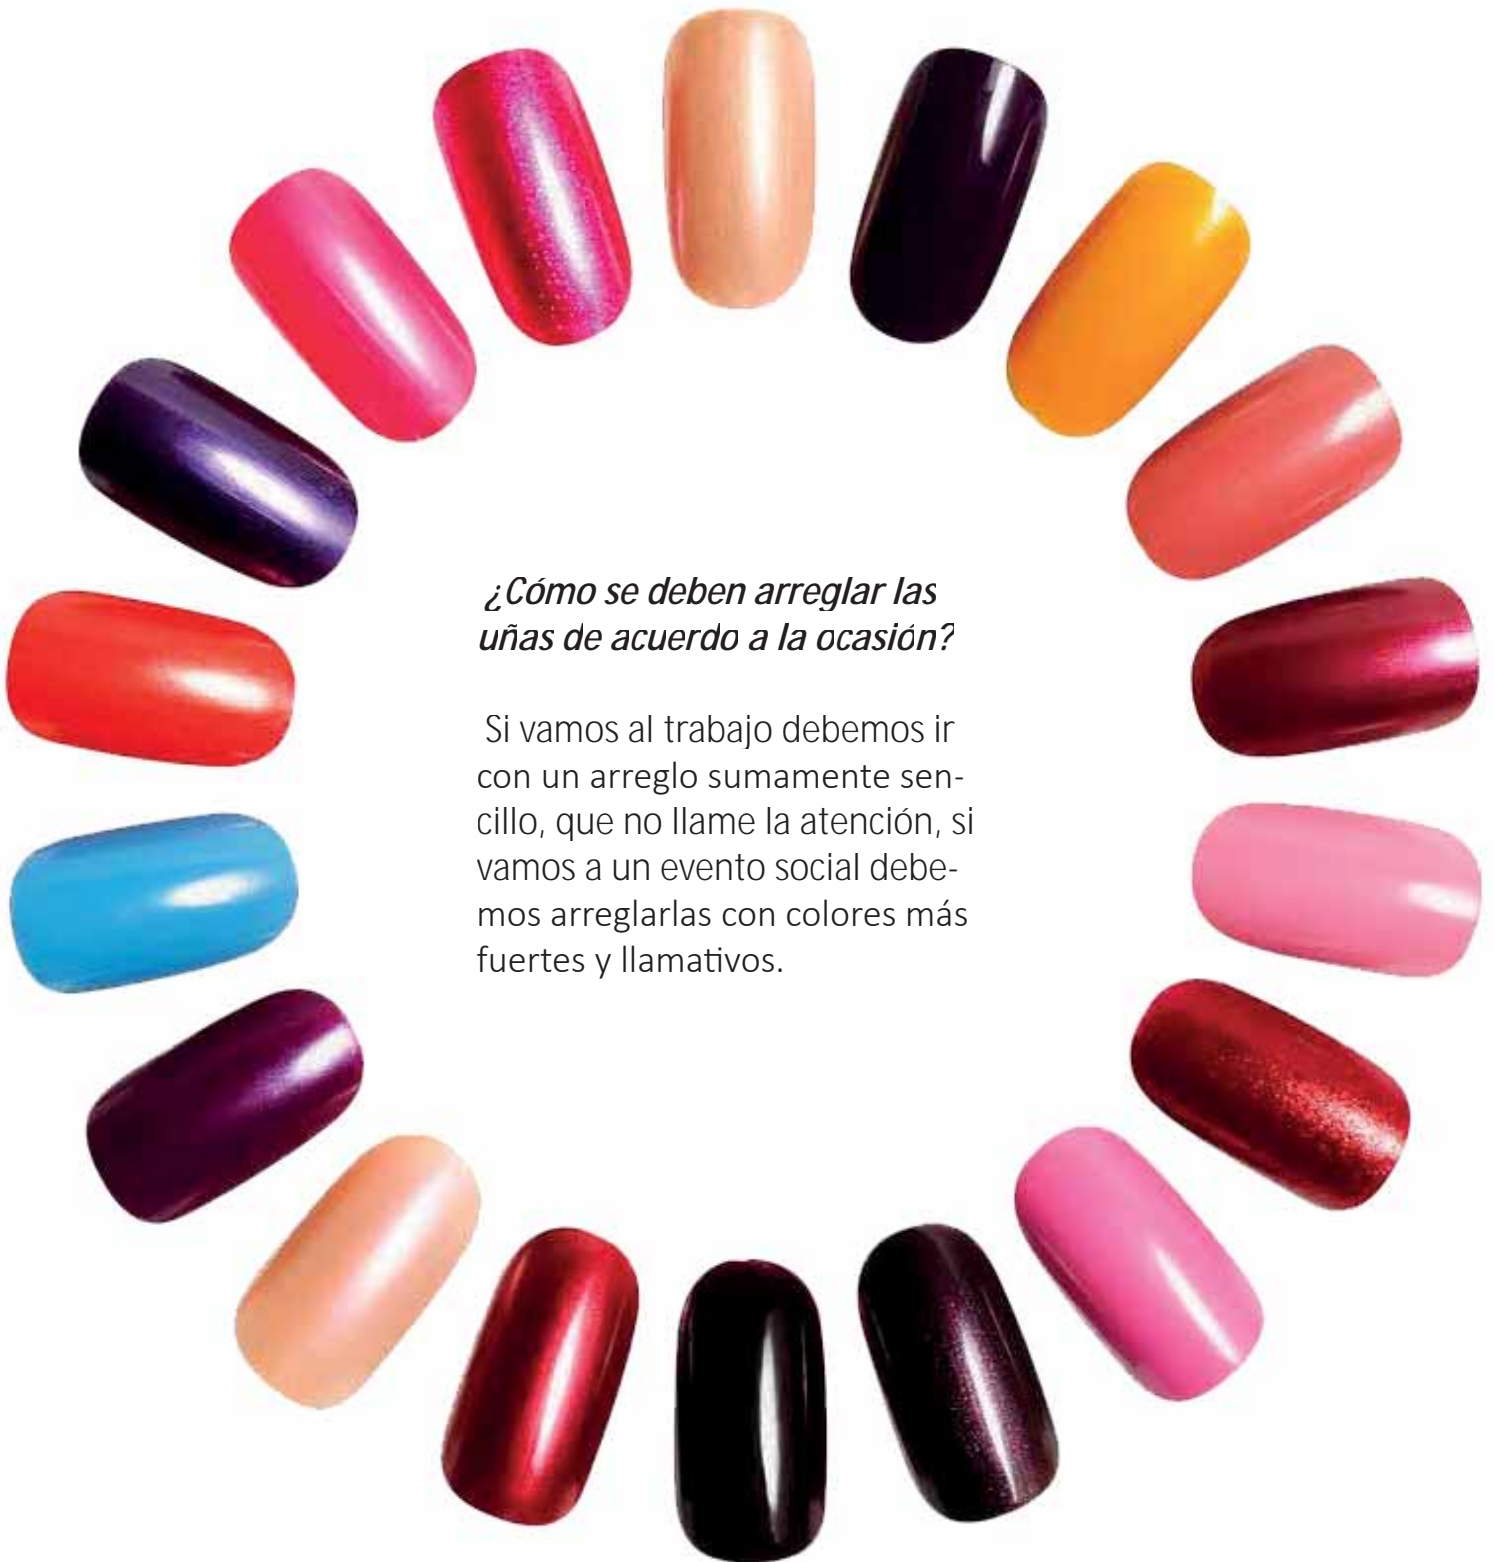 ¿Cómo se deben arreglar las
uñas de acuerdo a la ocasión?
Si vamos al trabajo debemos ir
con un arreglo sumamente sen-
cillo, que no llame la atención, si
vamos a un evento social debe-
mos arreglarlas con colores más
fuertes y llamativos.